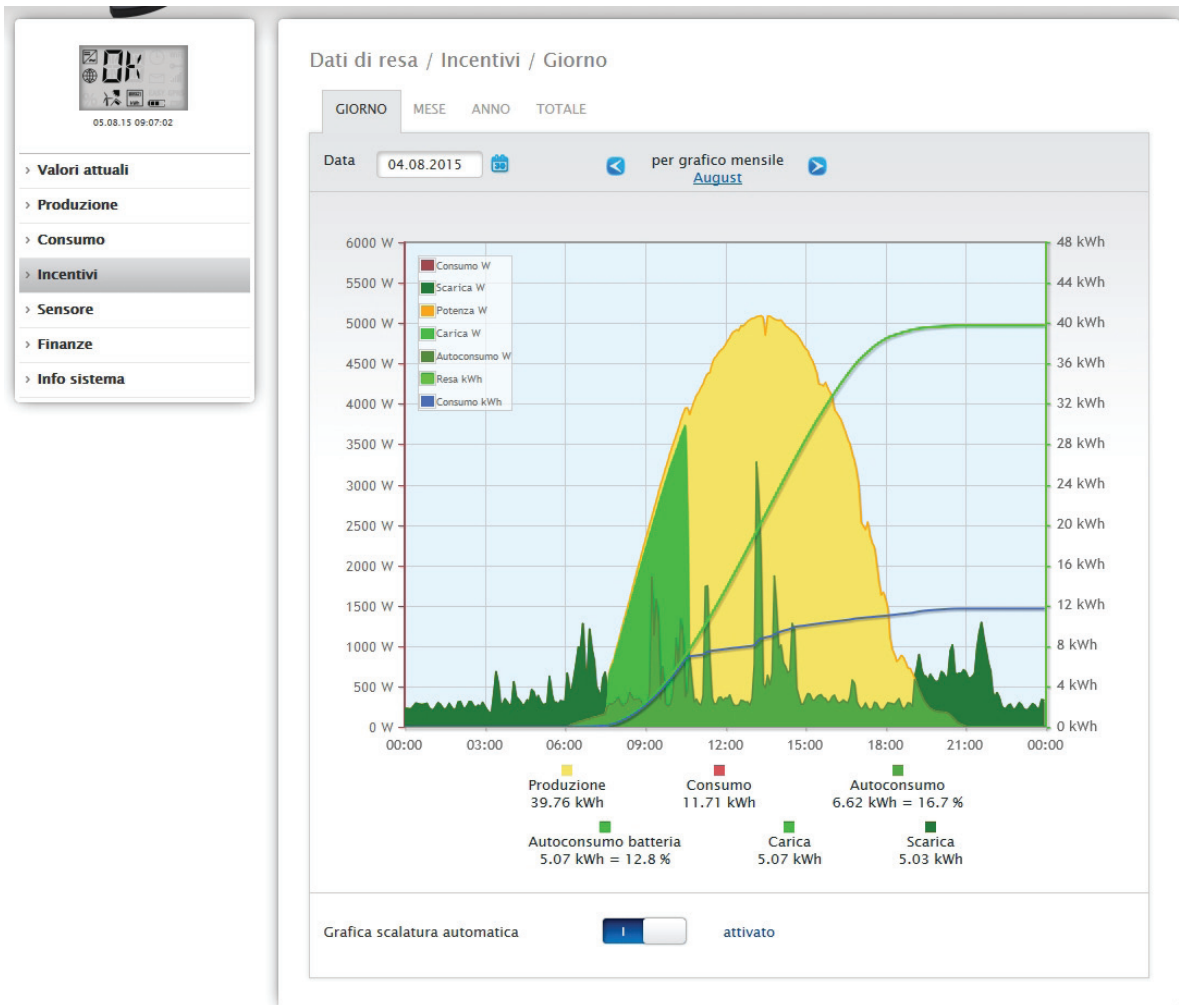 OK
05.08.15 09:07:02
Valori attuali
Produzione
Consumo
Incentivi
Sensore
Finanze
Info sistema
Dati di resa / Incentivi / Giorno
GIORNO MESE ANNO TOTALE
Data 04.08.2015 30 per grafico mensile
August
6000 W 48 kWh
5500 W 44 kWh
5000 W 40 kWh
4500 W 36 kWh
4000 W 32 kWh
3500 W 28 kWh
3000 W 24 kWh
2500 W 20 kWh
2000 W 16 kWh
1500 W 12 kWh
1000 W 8 kWh
500 W 4 kWh
0 W 0 kWh
Consumo W
Scarica W
Potenza W
Carica W
Autoconsumo W
Resa kWh
Consumo kWh
00:00 03:00 06:00 09:00 12:00 15:00 18:00 21:00 00:00
Produzione Consumo Autoconsumo
39.76 kWh 11.71 kWh 6.62 kWh = 16.7 %
Autoconsumo batteria Carica Scarica
5.07 kWh = 12.8 % 5.07 kWh 5.03 kWh
Grafica scalatura automatica I attivato